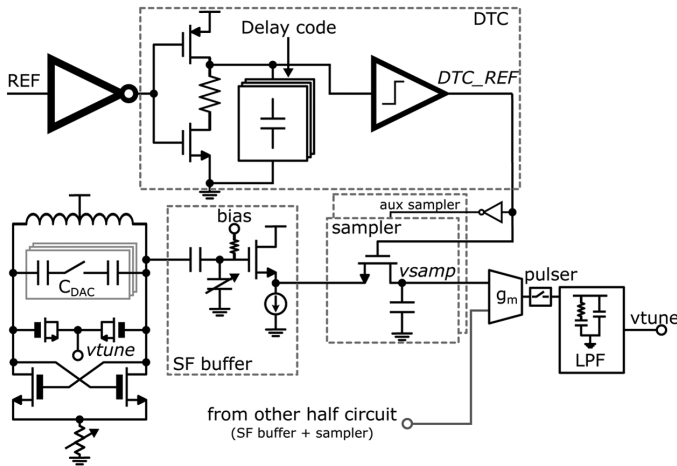 DTC
Delay code
REF
DTC_REF
aux sampler
bias
sampler
vsamp
pulser
gm
CDAC
vtune
vtune
LPF
SF buffer
from other half circuit
(SF buffer + sampler)